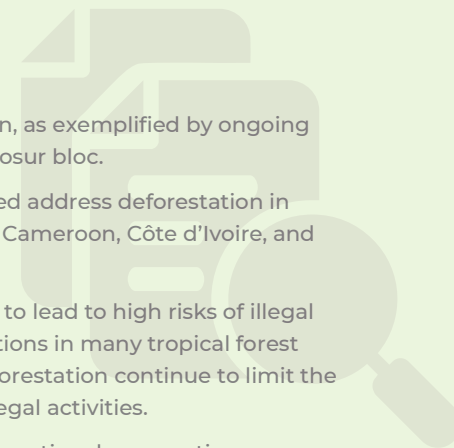 n, as exemplified by ongoing
osur bloc.
ed address deforestation in
Cameroon, Côte d’Ivoire, and
to lead to high risks of illegal
tions in many tropical forest
orestation continue to limit the
egal activities.